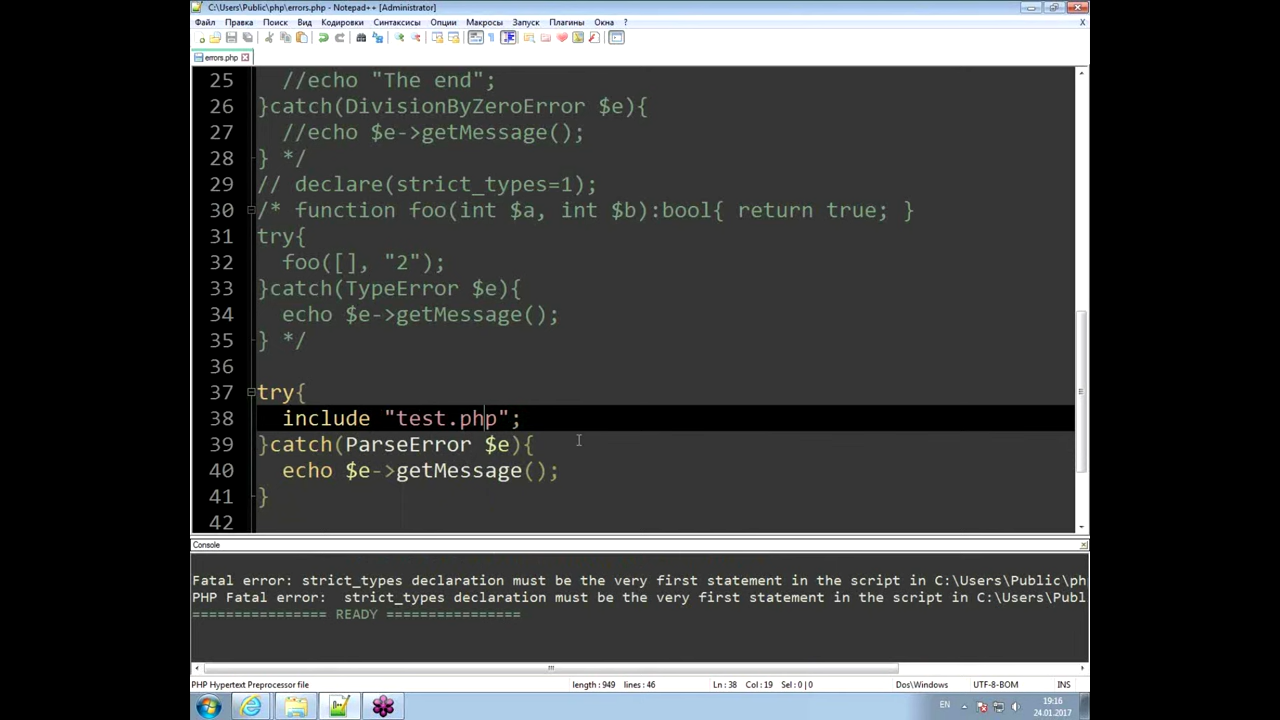 C:\Users\Public\php\errors.php - Notepad++ [Administrator]
Файл Правка Поиск Вид Кодировки Синтаксисы Опции Макросы Запуск Плагины Окна ? X
errors.php
25 //echo "The end";
26 }catch(DivisionByZeroError $e){
27 //echo $e->getMessage();
28 } */
29 // declare(strict_types=1);
30 /* function foo(int $a, int $b):bool{ return true; }
31 try{
32 foo([], "2");
33 }catch(TypeError $e){
34 echo $e->getMessage();
35 } */
36
37 try{
38 include "test.php";
39 }catch(ParseError $e){
40 echo $e->getMessage();
41 }
42
Console
Fatal error: strict_types declaration must be the very first statement in the script in C:\Users\Public\ph
PHP Fatal error:  strict_types declaration must be the very first statement in the script in C:\Users\Publ
================ READY ================
PHP Hypertext Preprocessor file length : 949 lines : 46 Ln : 38 Col : 19 Sel : 0 | 0 Dos\Windows UTF-8-BOM INS
EN 19:16
24.01.2017